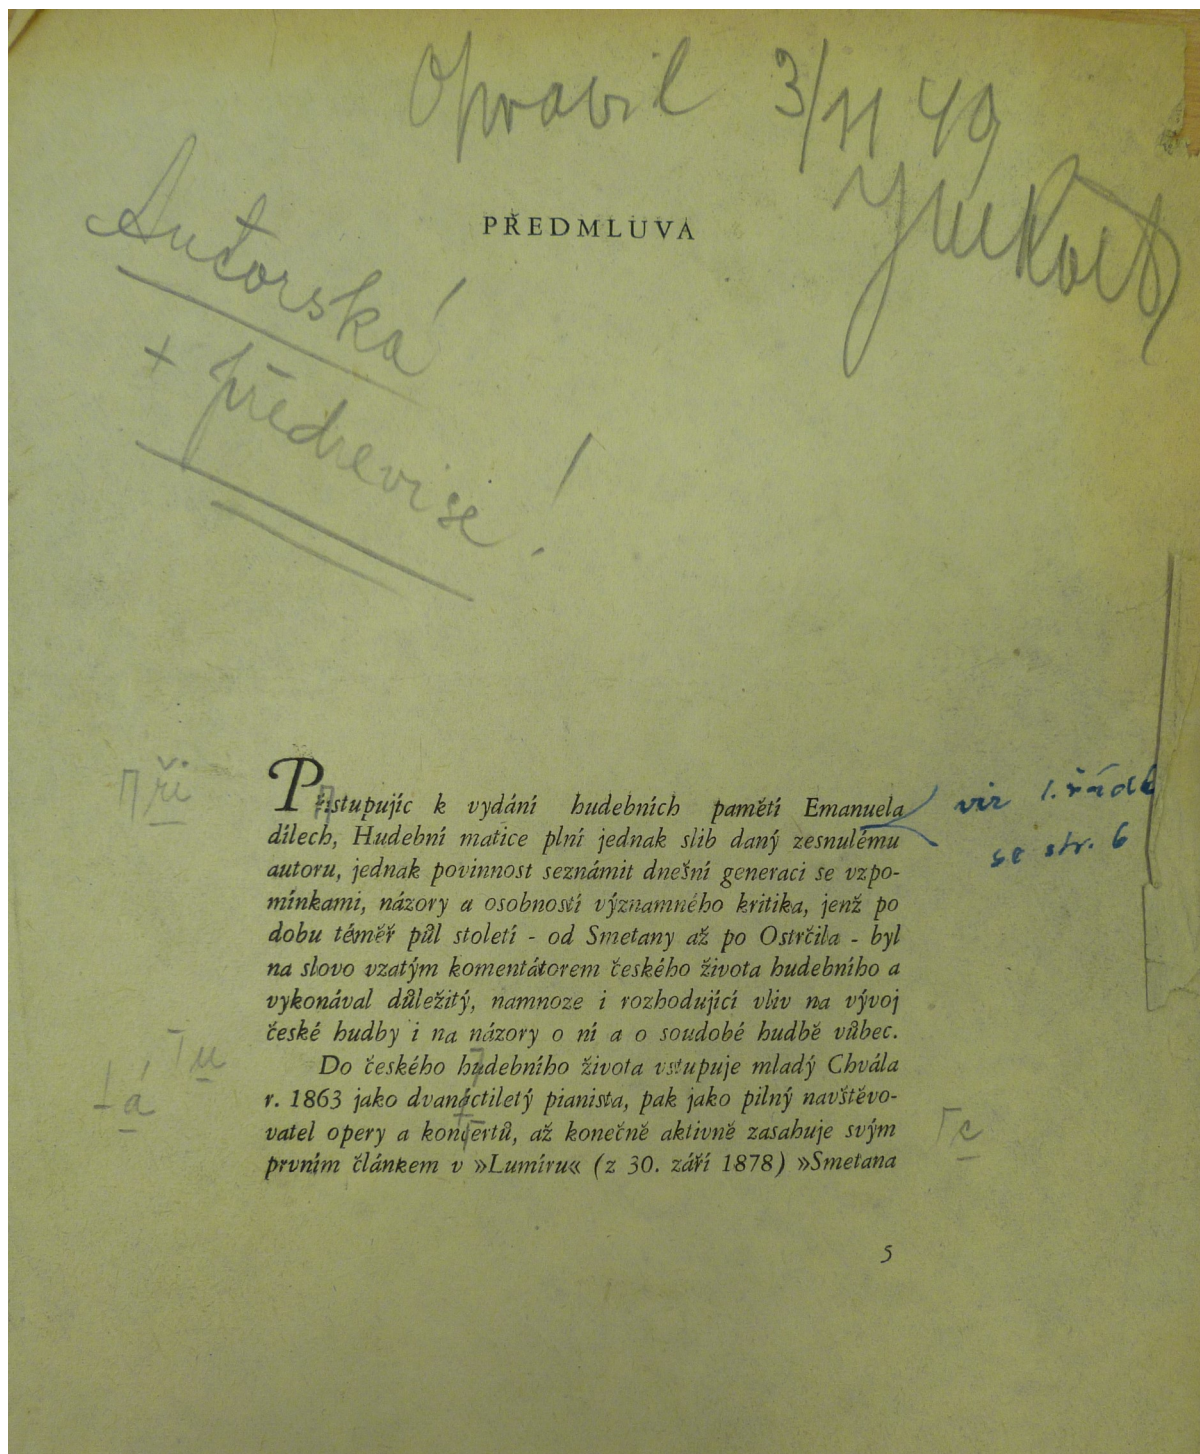 Opravil 3/11 49
PŘEDMLUVA
Autorská
+ předrevise!
ři
Přistupujíc k vydání hudebních pamětí Emanuela
vir 1. řádc
dílech, Hudební matice plní jednak slib daný zesnulému
se str. 6
autoru, jednak povinnost seznámit dnešní generaci se vzpo-
mínkami, názory a osobností významného kritika, jenž po
dobu téměř půl století - od Smetany až po Ostrčila - byl
na slovo vzatým komentátorem českého života hudebního a
vykonával důležitý, namnoze i rozhodující vliv na vývoj
české hudby i na názory o ní a o soudobé hudbě vůbec.
u
Do českého hudebního života vstupuje mladý Chvála
á
r. 1863 jako dvanáctiletý pianista, pak jako pilný navštěvo-
vatel opery a koncertů, až konečně aktivně zasahuje svým
c
prvním článkem v »Lumíru« (z 30. září 1878) »Smetana
5